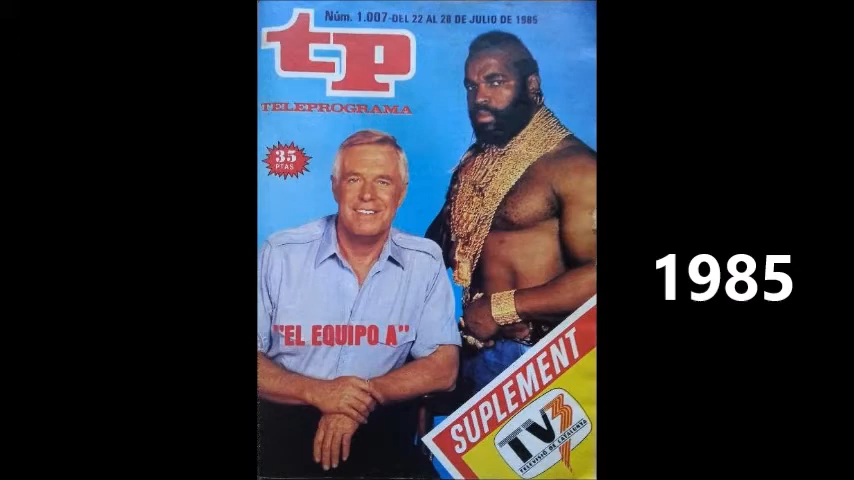 Núm. 1.007-DEL 22 AL 28 DE JULIO DE 1985
tp
TELEPROGRAMA
35
PTAS
"EL EQUIPO A"
1985
SUPLEMENT
TV3
TELEVISIÓ DE CATALUNYA